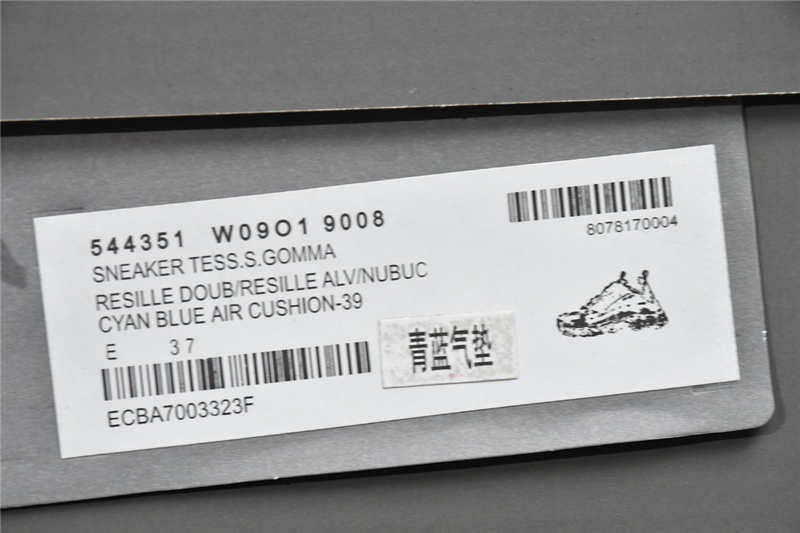 544351 W09O1 9008
SNEAKER TESS.S.GOMMA
RESILLE DOUB/RESILLE ALV/NUBUC
CYAN BLUE AIR CUSHION-39
E 37
ECBA7003323F
8078170004
青蓝气垫